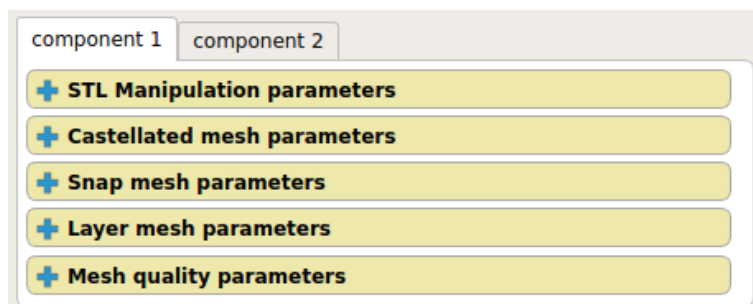 component 1 component 2
STL Manipulation parameters
Castellated mesh parameters
Snap mesh parameters
Layer mesh parameters
Mesh quality parameters